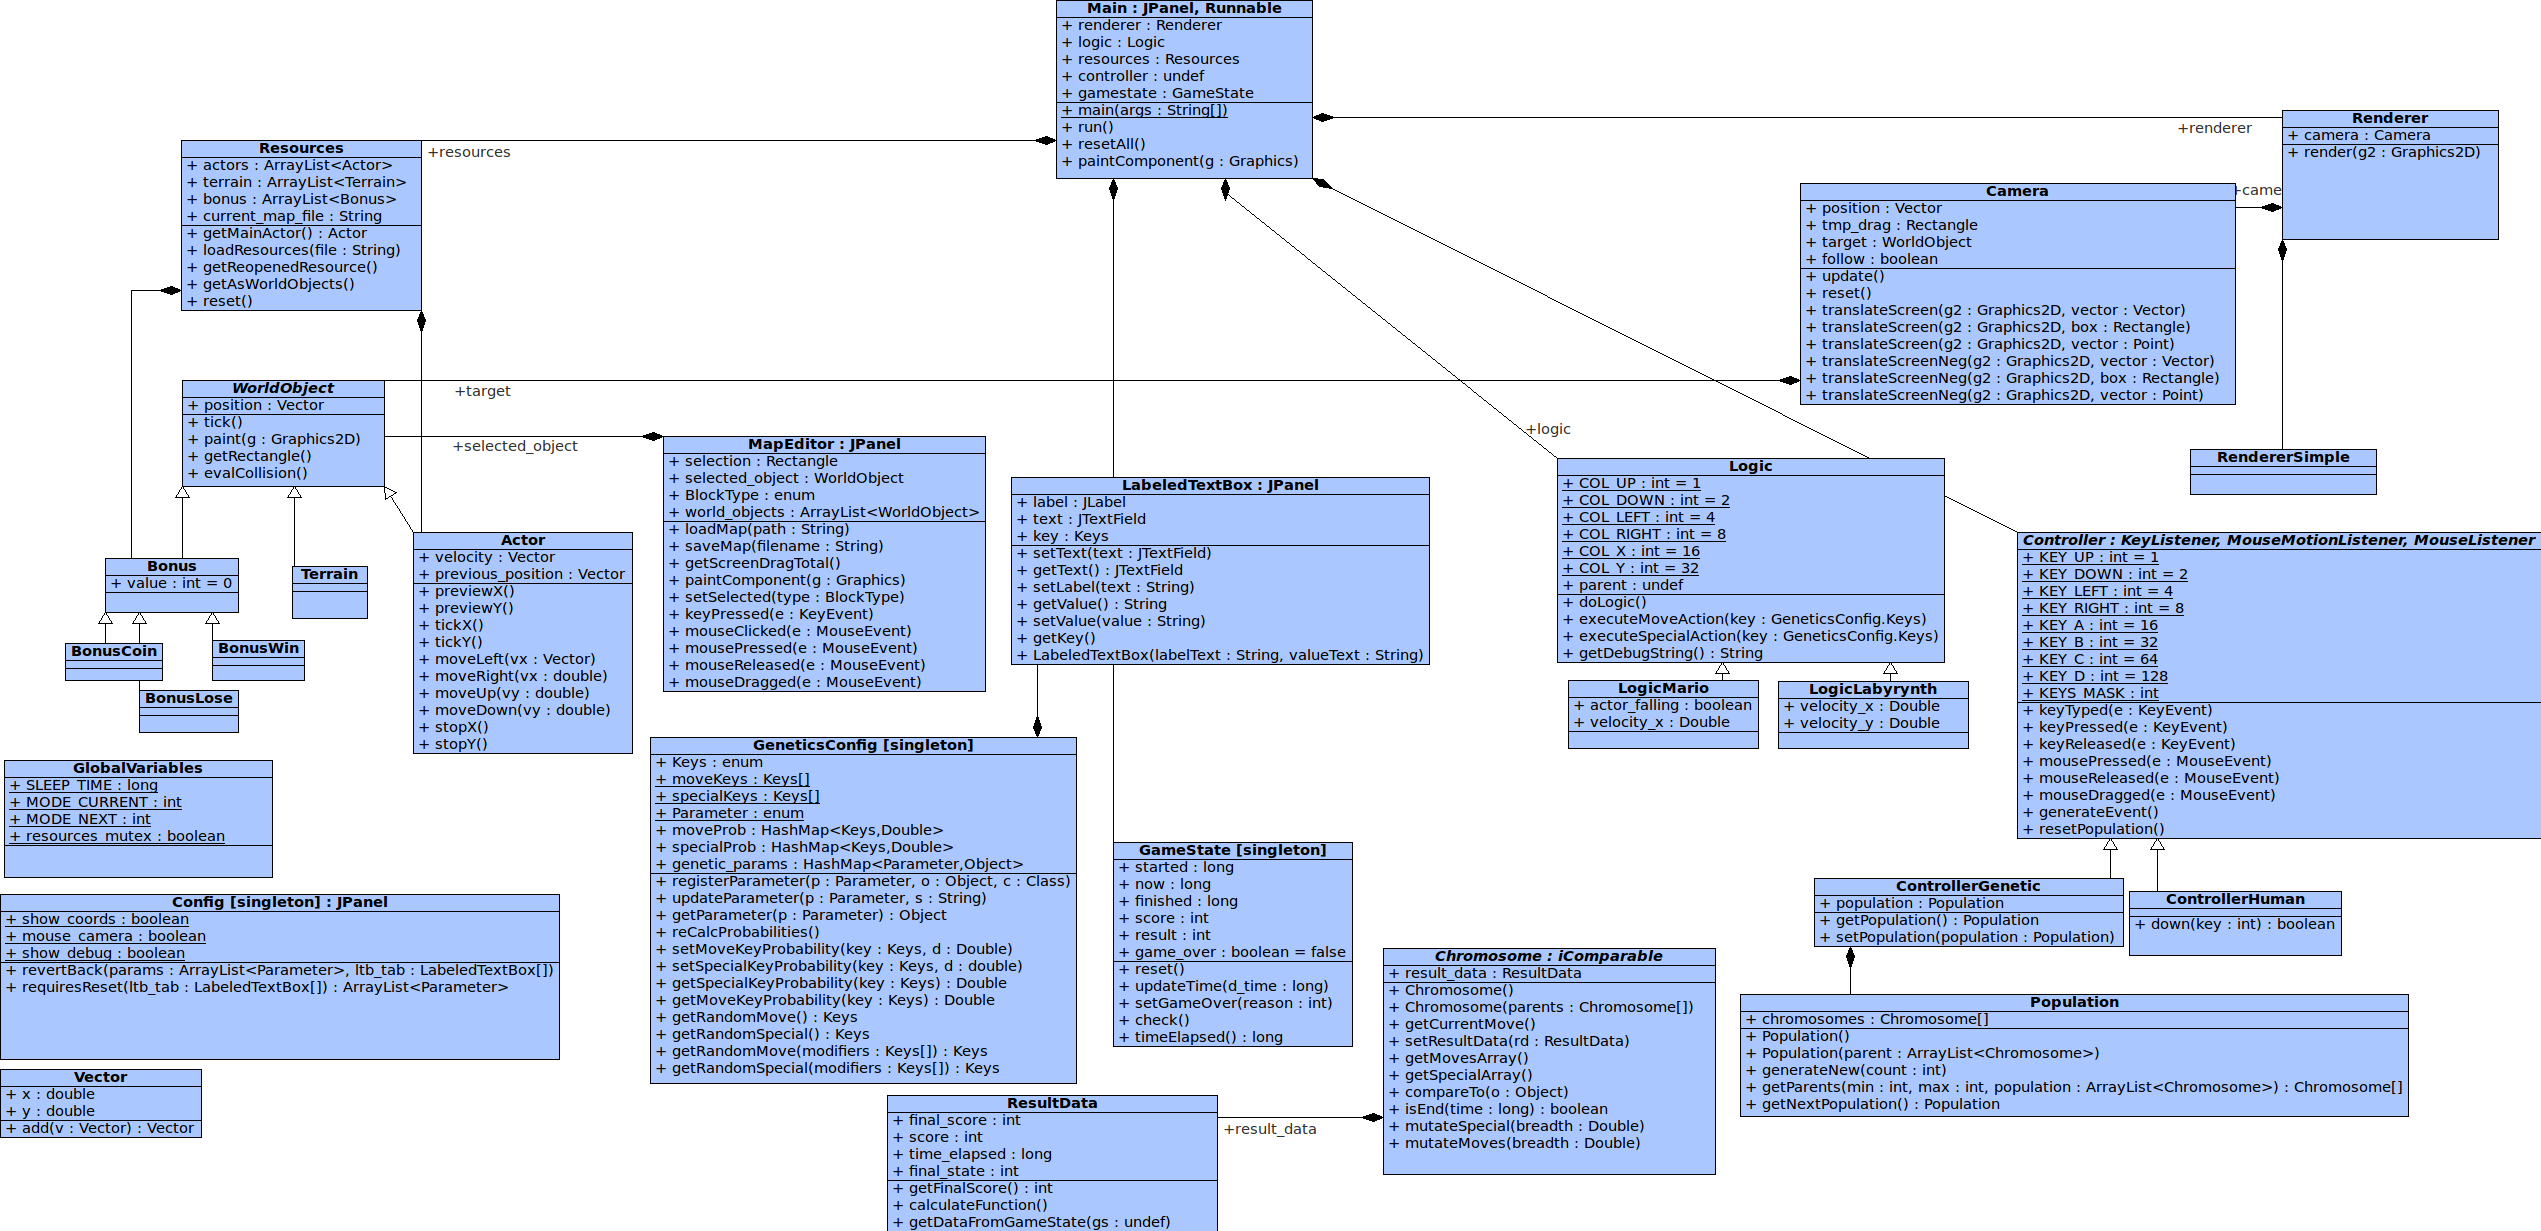 Main : JPanel, Runnable
+ renderer : Renderer
+ logic : Logic
+ resources : Resources
+ controller : undef
+ gamestate : GameState
+ main(args : String[])
+ run()
+ resetAll()
+ paintComponent(g : Graphics)
+renderer
Renderer
+ camera : Camera
+ render(g2 : Graphics2D)
+resources
Resources
+ actors : ArrayList<Actor>
+ terrain : ArrayList<Terrain>
+ bonus : ArrayList<Bonus>
+ current_map_file : String
+ getMainActor() : Actor
+ loadResources(file : String)
+ getReopenedResource()
+ getAsWorldObjects()
+ reset()
+came
Camera
+ position : Vector
+ tmp_drag : Rectangle
+ target : WorldObject
+ follow : boolean
+ update()
+ reset()
+ translateScreen(g2 : Graphics2D, vector : Vector)
+ translateScreen(g2 : Graphics2D, box : Rectangle)
+ translateScreen(g2 : Graphics2D, vector : Point)
+ translateScreenNeg(g2 : Graphics2D, vector : Vector)
+ translateScreenNeg(g2 : Graphics2D, box : Rectangle)
+ translateScreenNeg(g2 : Graphics2D, vector : Point)
WorldObject
+ position : Vector
+ tick()
+ paint(g : Graphics2D)
+ getRectangle()
+ evalCollision()
+target
+selected_object
MapEditor : JPanel
+ selection : Rectangle
+ selected_object : WorldObject
+ BlockType : enum
+ world_objects : ArrayList<WorldObject>
+ loadMap(path : String)
+ saveMap(filename : String)
+ getScreenDragTotal()
+ paintComponent(g : Graphics)
+ setSelected(type : BlockType)
+ keyPressed(e : KeyEvent)
+ mouseClicked(e : MouseEvent)
+ mousePressed(e : MouseEvent)
+ mouseReleased(e : MouseEvent)
+ mouseDragged(e : MouseEvent)
LabeledTextBox : JPanel
+ label : JLabel
+ text : JTextField
+ key : Keys
+ setText(text : JTextField)
+ getText() : JTextField
+ setLabel(text : String)
+ getValue() : String
+ setValue(value : String)
+ getKey()
+ LabeledTextBox(labelText : String, valueText : String)
+logic
Logic
+ COL_UP : int = 1
+ COL_DOWN : int = 2
+ COL_LEFT : int = 4
+ COL_RIGHT : int = 8
+ COL_X : int = 16
+ COL_Y : int = 32
+ parent : undef
+ doLogic()
+ executeMoveAction(key : GeneticsConfig.Keys)
+ executeSpecialAction(key : GeneticsConfig.Keys)
+ getDebugString() : String
RendererSimple
Controller : KeyListener, MouseMotionListener, MouseListener
+ KEY_UP : int = 1
+ KEY_DOWN : int = 2
+ KEY_LEFT : int = 4
+ KEY_RIGHT : int = 8
+ KEY_A : int = 16
+ KEY_B : int = 32
+ KEY_C : int = 64
+ KEY_D : int = 128
+ KEYS_MASK : int
+ keyTyped(e : KeyEvent)
+ keyPressed(e : KeyEvent)
+ keyReleased(e : KeyEvent)
+ mousePressed(e : MouseEvent)
+ mouseReleased(e : MouseEvent)
+ mouseDragged(e : MouseEvent)
+ generateEvent()
+ resetPopulation()
Bonus
+ value : int = 0
Terrain
Actor
+ velocity : Vector
+ previous_position : Vector
+ previewX()
+ previewY()
+ tickX()
+ tickY()
+ moveLeft(vx : Vector)
+ moveRight(vx : double)
+ moveUp(vy : double)
+ moveDown(vy : double)
+ stopX()
+ stopY()
BonusCoin
BonusWin
BonusLose
LogicMario
+ actor_falling : boolean
+ velocity_x : Double
LogicLabyrynth
+ velocity_x : Double
+ velocity_y : Double
GlobalVariables
+ SLEEP_TIME : long
+ MODE_CURRENT : int
+ MODE_NEXT : int
+ resources_mutex : boolean
GeneticsConfig [singleton]
+ Keys : enum
+ moveKeys : Keys[]
+ specialKeys : Keys[]
+ Parameter : enum
+ moveProb : HashMap<Keys,Double>
+ specialProb : HashMap<Keys,Double>
+ genetic_params : HashMap<Parameter,Object>
+ registerParameter(p : Parameter, o : Object, c : Class)
+ updateParameter(p : Parameter, s : String)
+ getParameter(p : Parameter) : Object
+ reCalcProbabilities()
+ setMoveKeyProbability(key : Keys, d : Double)
+ setSpecialKeyProbability(key : Keys, d : double)
+ getSpecialKeyProbability(key : Keys) : Double
+ getMoveKeyProbability(key : Keys) : Double
+ getRandomMove() : Keys
+ getRandomSpecial() : Keys
+ getRandomMove(modifiers : Keys[]) : Keys
+ getRandomSpecial(modifiers : Keys[]) : Keys
GameState [singleton]
+ started : long
+ now : long
+ finished : long
+ score : int
+ result : int
+ game_over : boolean = false
+ reset()
+ updateTime(d_time : long)
+ setGameOver(reason : int)
+ check()
+ timeElapsed() : long
ControllerGenetic
+ population : Population
+ getPopulation() : Population
+ setPopulation(population : Population)
ControllerHuman
+ down(key : int) : boolean
Config [singleton] : JPanel
+ show_coords : boolean
+ mouse_camera : boolean
+ show_debug : boolean
+ revertBack(params : ArrayList<Parameter>, ltb_tab : LabeledTextBox[])
+ requiresReset(ltb_tab : LabeledTextBox[]) : ArrayList<Parameter>
Chromosome : iComparable
+ result_data : ResultData
+ Chromosome()
+ Chromosome(parents : Chromosome[])
+ getCurrentMove()
+ setResultData(rd : ResultData)
+ getMovesArray()
+ getSpecialArray()
+ compareTo(o : Object)
+ isEnd(time : long) : boolean
+ mutateSpecial(breadth : Double)
+ mutateMoves(breadth : Double)
Population
+ chromosomes : Chromosome[]
+ Population()
+ Population(parent : ArrayList<Chromosome>)
+ generateNew(count : int)
+ getParents(min : int, max : int, population : ArrayList<Chromosome>) : Chromosome[]
+ getNextPopulation() : Population
Vector
+ x : double
+ y : double
+ add(v : Vector) : Vector
ResultData
+ final_score : int
+ score : int
+ time_elapsed : long
+ final_state : int
+ getFinalScore() : int
+ calculateFunction()
+ getDataFromGameState(gs : undef)
+result_data